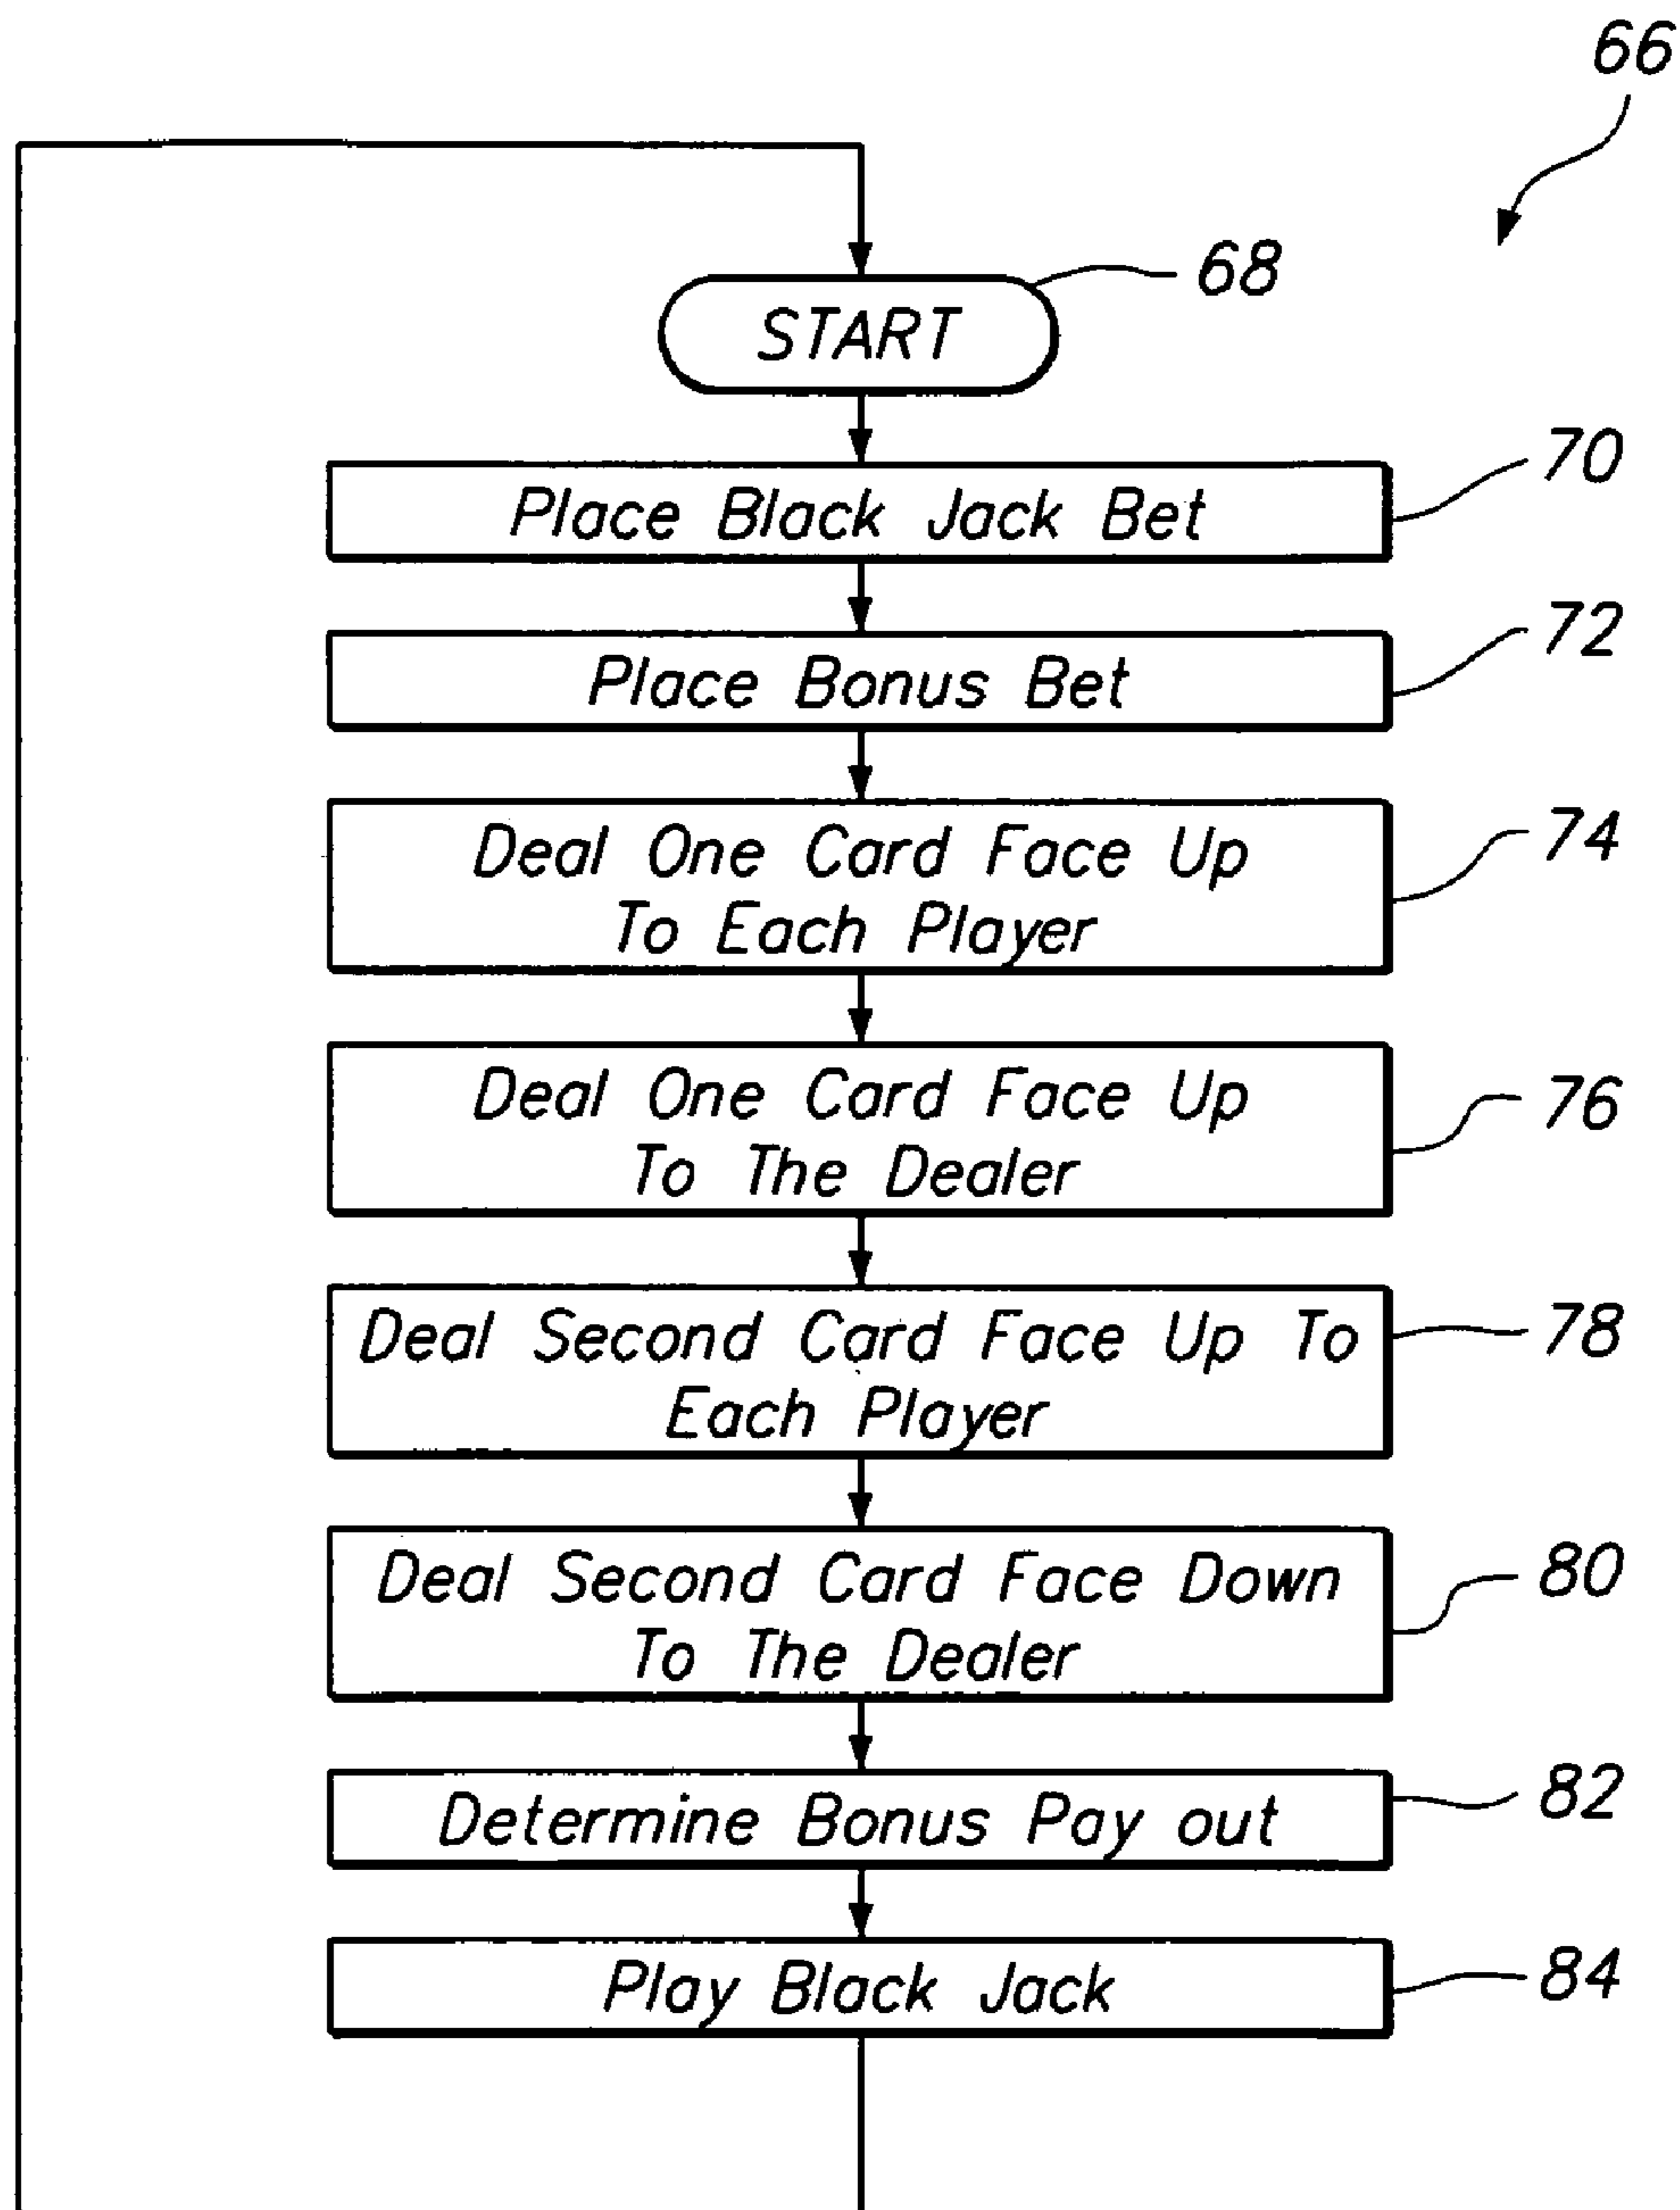 66
START
68
Place Black Jack Bet
70
Place Bonus Bet
72
Deal One Card Face Up
To Each Player
74
Deal One Card Face Up
To The Dealer
76
Deal Second Card Face Up To
Each Player
78
Deal Second Card Face Down
To The Dealer
80
Determine Bonus Pay out
82
Play Black Jack
84